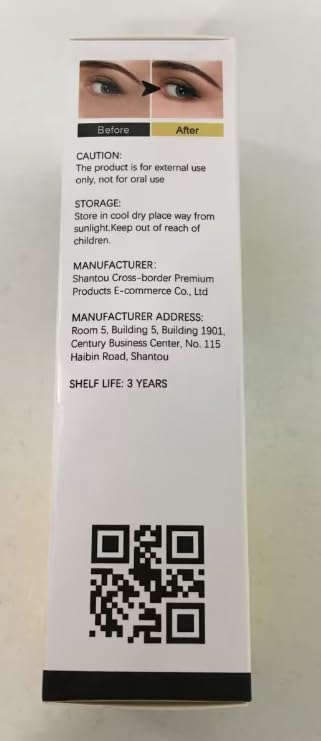 Before After
CAUTION:
The product is for external use
only, not for oral use
STORAGE:
Store in cool dry place way from
sunlight.Keep out of reach of
children.
MANUFACTURER:
Shantou Cross-border Premium
Products E-commerce Co., Ltd
MANUFACTURER ADDRESS:
Room 5, Building 5, Building 1901,
Century Business Center, No. 115
Haibin Road, Shantou
SHELF LIFE: 3 YEARS